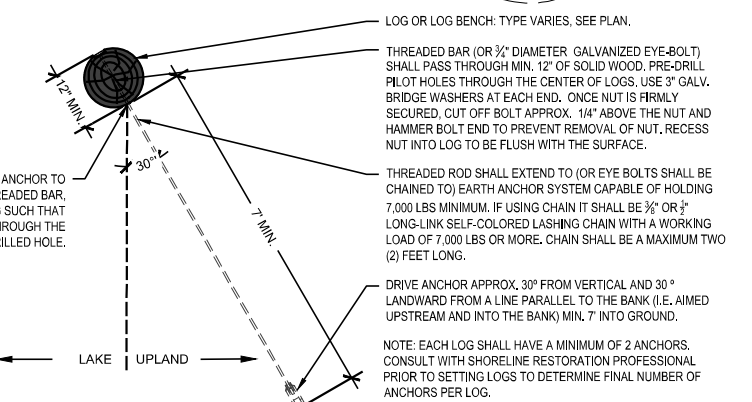 LOG OR LOG BENCH: TYPE VARIES, SEE PLAN.
THREADED BAR (OR ¾" DIAMETER GALVANIZED EYE-BOLT)
SHALL PASS THROUGH MIN. 12" OF SOLID WOOD. PRE-DRILL
PILOT HOLES THROUGH THE CENTER OF LOGS. USE 3" GALV.
BRIDGE WASHERS AT EACH END. ONCE NUT IS FIRMLY
SECURED, CUT OFF BOLT APPROX. 1/4" ABOVE THE NUT AND
HAMMER BOLT END TO PREVENT REMOVAL OF NUT. RECESS
NUT INTO LOG TO BE FLUSH WITH THE SURFACE.
12" MIN.
30°
ANCHOR TO
READED BAR,
SUCH THAT
THROUGH THE
RILLED HOLE.
THREADED ROD SHALL EXTEND TO (OR EYE BOLTS SHALL BE
CHAINED TO) EARTH ANCHOR SYSTEM CAPABLE OF HOLDING
7,000 LBS MINIMUM. IF USING CHAIN IT SHALL BE ⅜" OR ½"
LONG-LINK SELF-COLORED LASHING CHAIN WITH A WORKING
LOAD OF 7,000 LBS OR MORE. CHAIN SHALL BE A MAXIMUM TWO
(2) FEET LONG.
7' MIN.
DRIVE ANCHOR APPROX. 30° FROM VERTICAL AND 30 °
LANDWARD FROM A LINE PARALLEL TO THE BANK (I.E. AIMED
UPSTREAM AND INTO THE BANK) MIN. 7' INTO GROUND.
LAKE UPLAND
NOTE: EACH LOG SHALL HAVE A MINIMUM OF 2 ANCHORS.
CONSULT WITH SHORELINE RESTORATION PROFESSIONAL
PRIOR TO SETTING LOGS TO DETERMINE FINAL NUMBER OF
ANCHORS PER LOG.